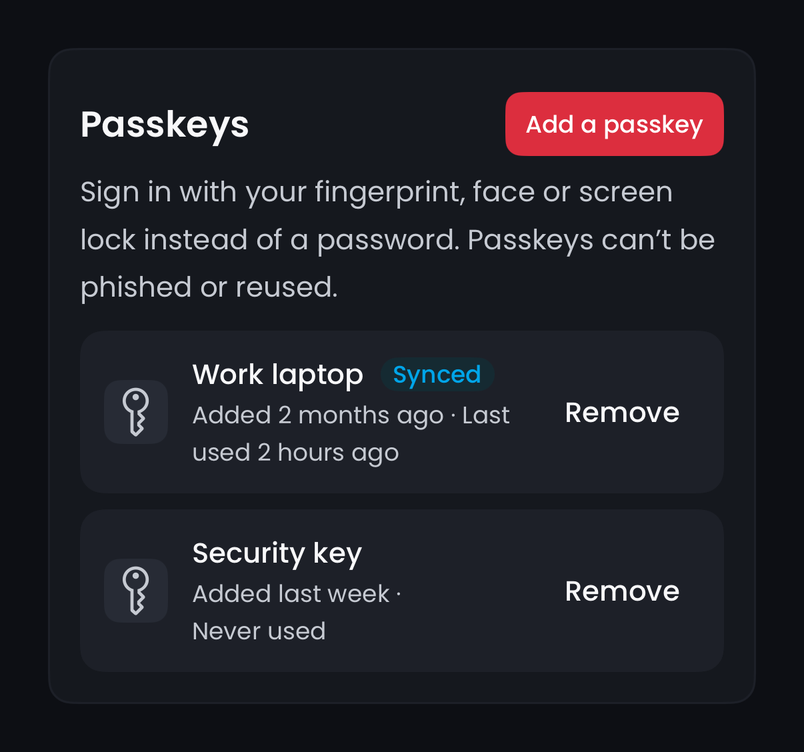 Passkeys
Add a passkey
Sign in with your fingerprint, face or screen
lock instead of a password. Passkeys can’t be
phished or reused.
Work laptop Synced
Added 2 months ago · Last
used 2 hours ago
Remove
Security key
Added last week ·
Never used
Remove